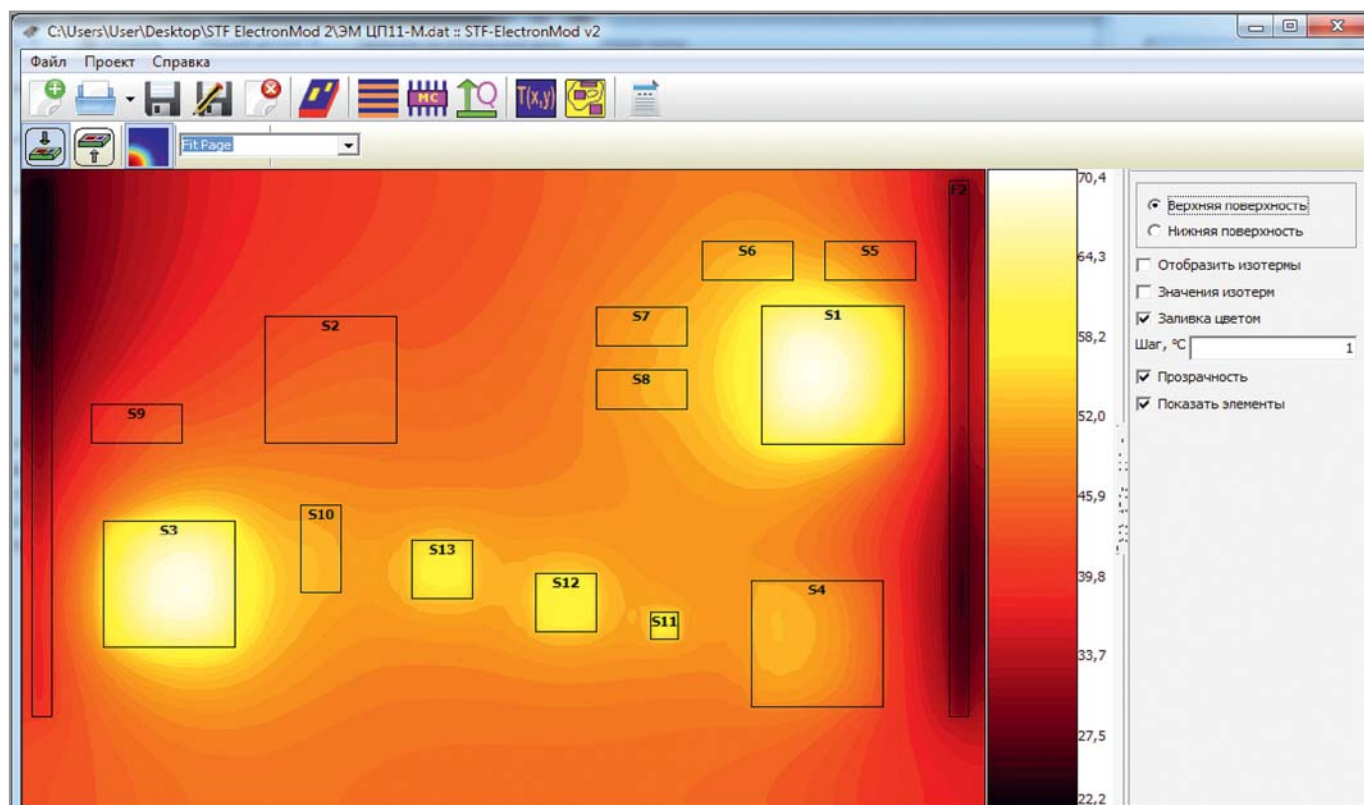 C:\Users\User\Desktop\STF ElectronMod 2\ЭМ ЦП11-М.dat :: STF-ElectronMod v2
Файл Проект Справка
MC Q T(x,y)
Fit Page
F2
S6 S5
S7 S1
S2
S8
S9
S10
S3
S13
S12
S4
S11
70,4
64,3
58,2
52,0
45,9
39,8
33,7
27,5
22,2
Верхняя поверхность
Нижняя поверхность
Отобразить изотермы
Значения изотерм
Заливка цветом
Шаг, °C 1
Прозрачность
Показать элементы